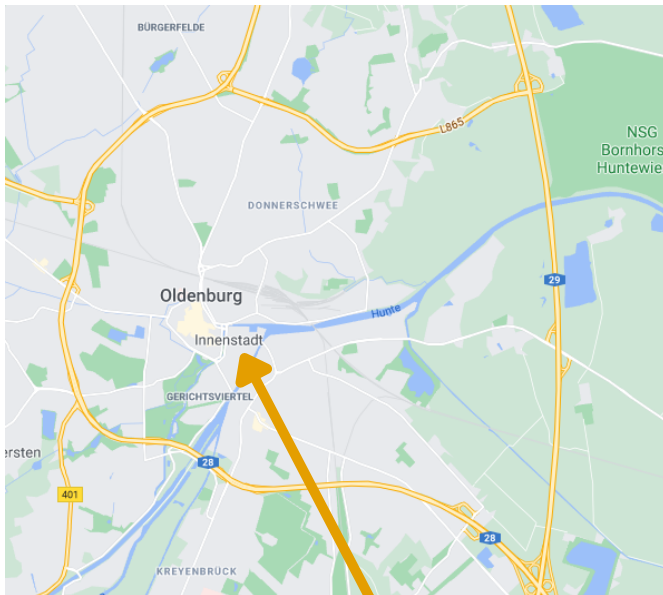 BÜRGERFELDE
L865
NSG
Bornhors
Huntewie
DONNERSCHWEE
29
Oldenburg
Hunte
Innenstadt
GERICHTSVIERTEL
ersten
28
401
28
KREYENBRÜCK